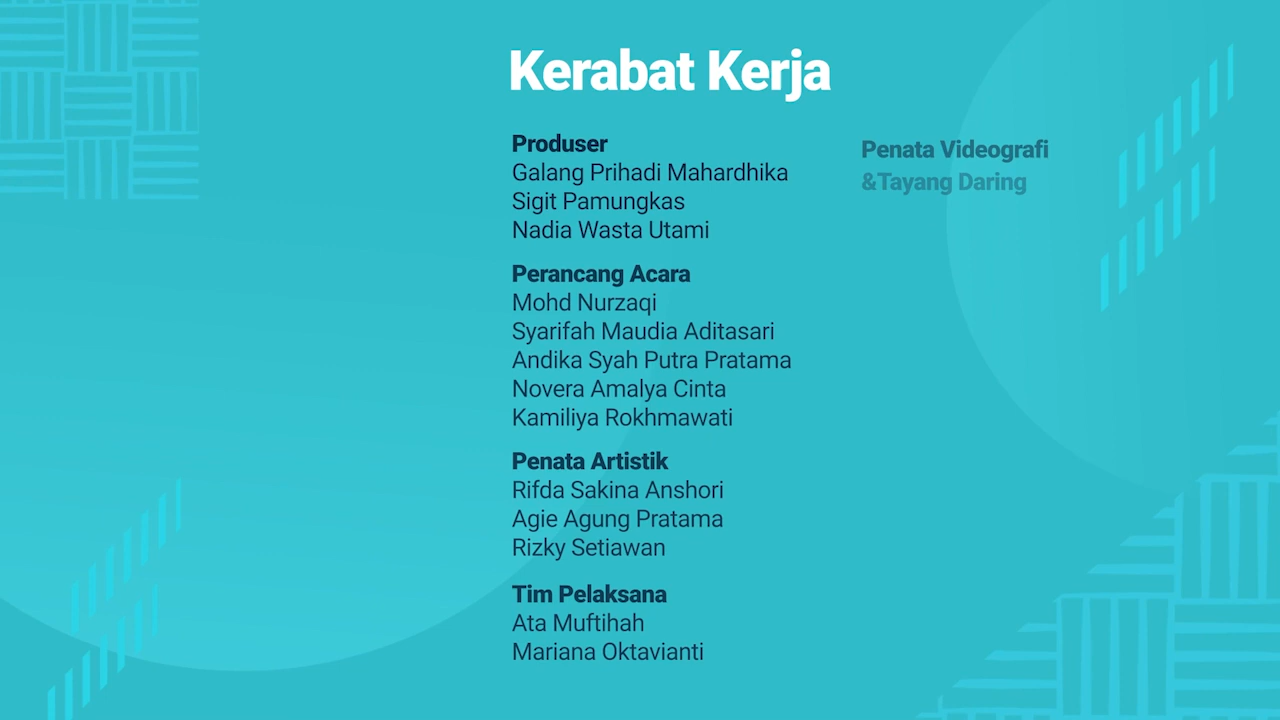 Kerabat Kerja
Produser
Galang Prihadi Mahardhika
Sigit Pamungkas
Nadia Wasta Utami
Perancang Acara
Mohd Nurzaqi
Syarifah Maudia Aditasari
Andika Syah Putra Pratama
Novera Amalya Cinta
Kamiliya Rokhmawati
Penata Artistik
Rifda Sakina Anshori
Agie Agung Pratama
Rizky Setiawan
Tim Pelaksana
Ata Muftihah
Mariana Oktavianti
Penata Videografi
&Tayang Daring